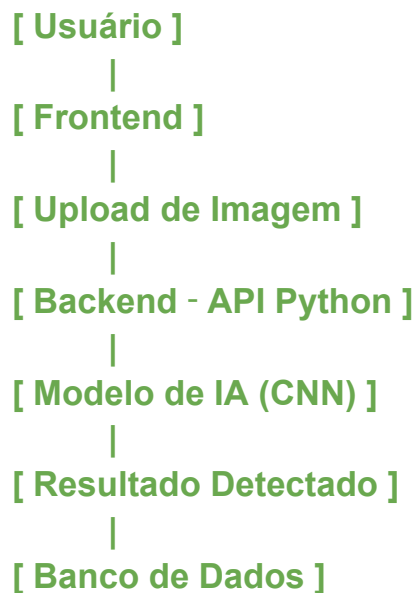 [ Usuário ]
|
[ Frontend ]
|
[ Upload de Imagem ]
|
[ Backend - API Python ]
|
[ Modelo de IA (CNN) ]
|
[ Resultado Detectado ]
|
[ Banco de Dados ]